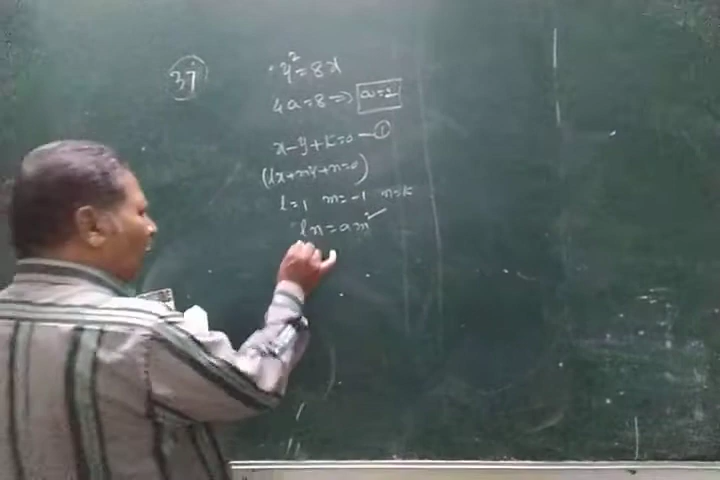 37
y² = 8x
4a = 8 ⇒ a = 2
x - y + k = 0 — ①
(lx + my + n = 0)
l = 1 m = -1 n = k
ln = am²